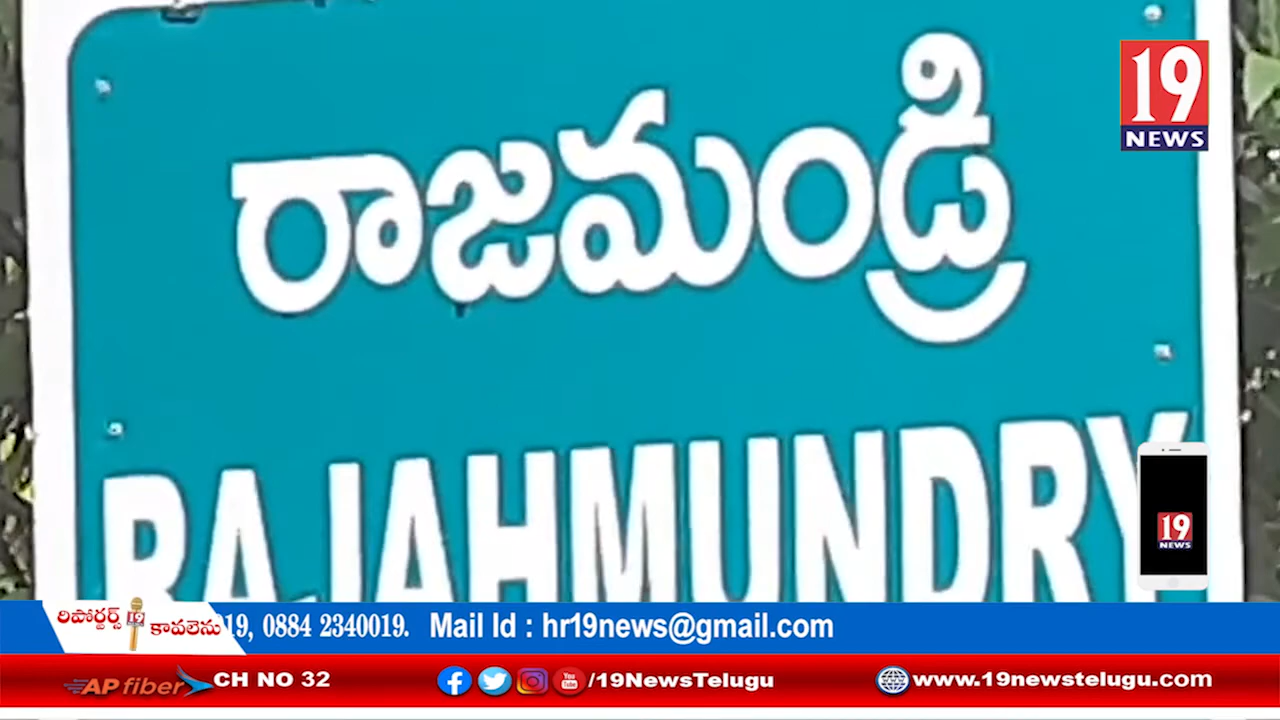 రాజమండ్రి
RAJAHMUNDRY
19
NEWS
19
NEWS
రిపోర్టర్స్ కావలెను
19, 0884 2340019. Mail Id : hr19news@gmail.com
AP fiber CH NO 32
/19NewsTelugu
www.19newstelugu.com